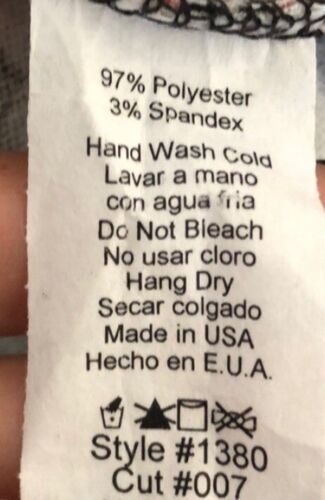 97% Polyester
3% Spandex
Hand Wash Cold
Lavar a mano
con agua fria
Do Not Bleach
No usar cloro
Hang Dry
Secar colgado
Made in USA
Hecho en E.U.A.
Style #1380
Cut #007